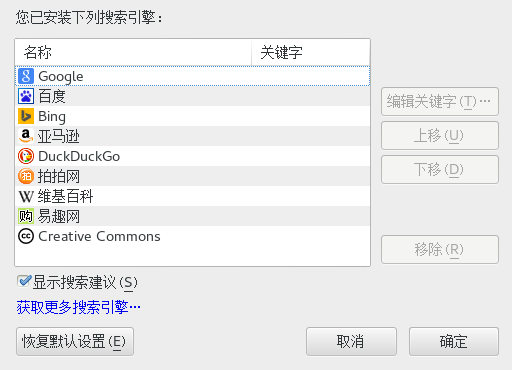 您已安装下列搜索引擎：
名称 关键字
Google
百度
Bing
亚马逊
DuckDuckGo
拍拍网
维基百科
易趣网
Creative Commons
编辑关键字(T)…
上移(U)
下移(D)
移除(R)
显示搜索建议(S)
获取更多搜索引擎…
恢复默认设置(E) 取消 确定